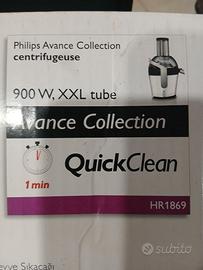 Philips Avance Collection
centrifugeuse
900 W, XXL tube
Avance Collection
1 min
QuickClean
HR1869
subito